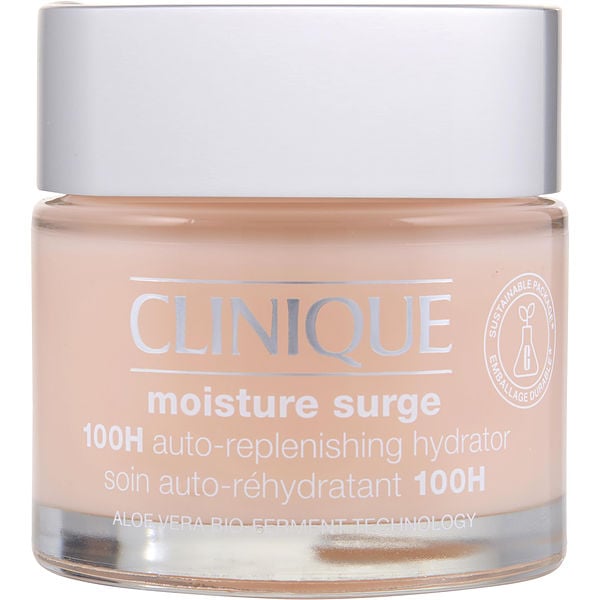 CLINIQUE
moisture surge
100H auto-replenishing hydrator
soin auto-réhydratant 100H
ALOE VERA BIO-FERMENT TECHNOLOGY
SUSTAINABLE PACKAGE*
EMBALLAGE DURABLE*
C